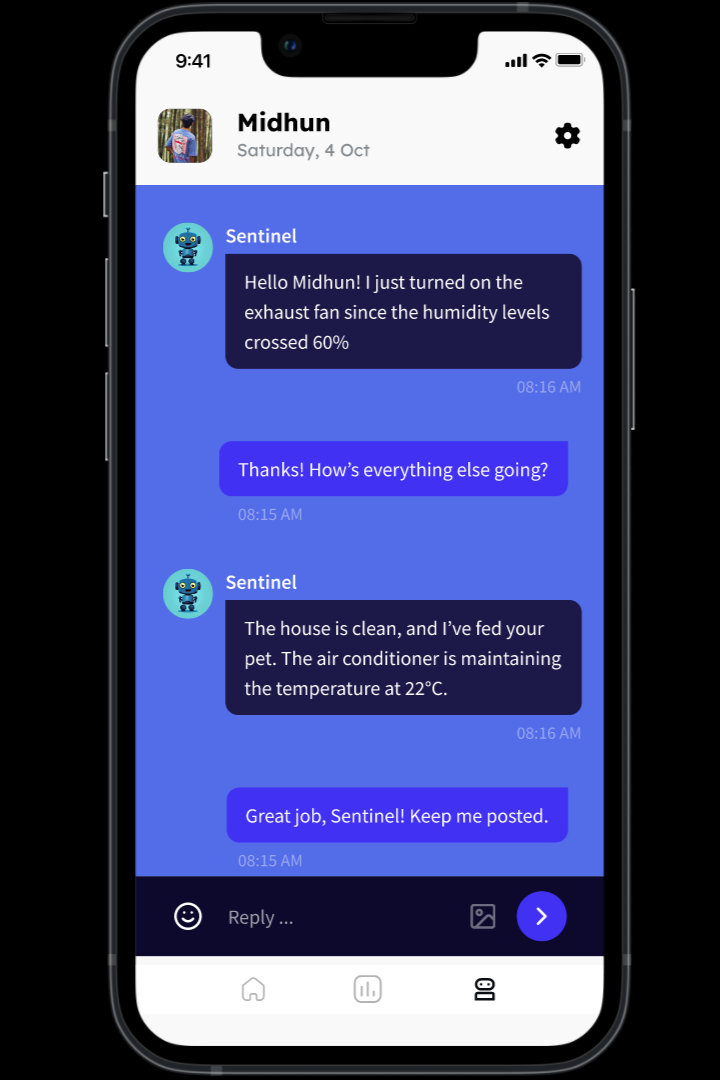 9:41
Midhun
Saturday, 4 Oct
Sentinel
Hello Midhun! I just turned on the
exhaust fan since the humidity levels
crossed 60%
08:16 AM
Thanks! How’s everything else going?
08:15 AM
Sentinel
The house is clean, and I’ve fed your
pet. The air conditioner is maintaining
the temperature at 22°C.
08:16 AM
Great job, Sentinel! Keep me posted.
08:15 AM
Reply ...